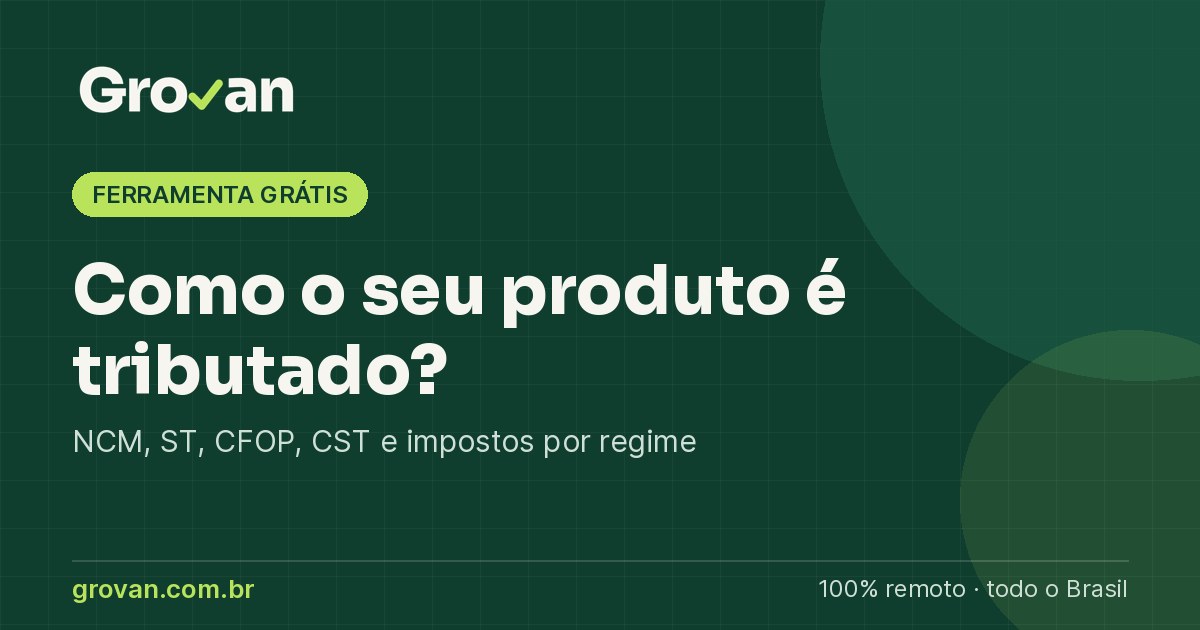 Grovan
FERRAMENTA GRÁTIS
Como o seu produto é
tributado?
NCM, ST, CFOP, CST e impostos por regime
grovan.com.br
100% remoto · todo o Brasil